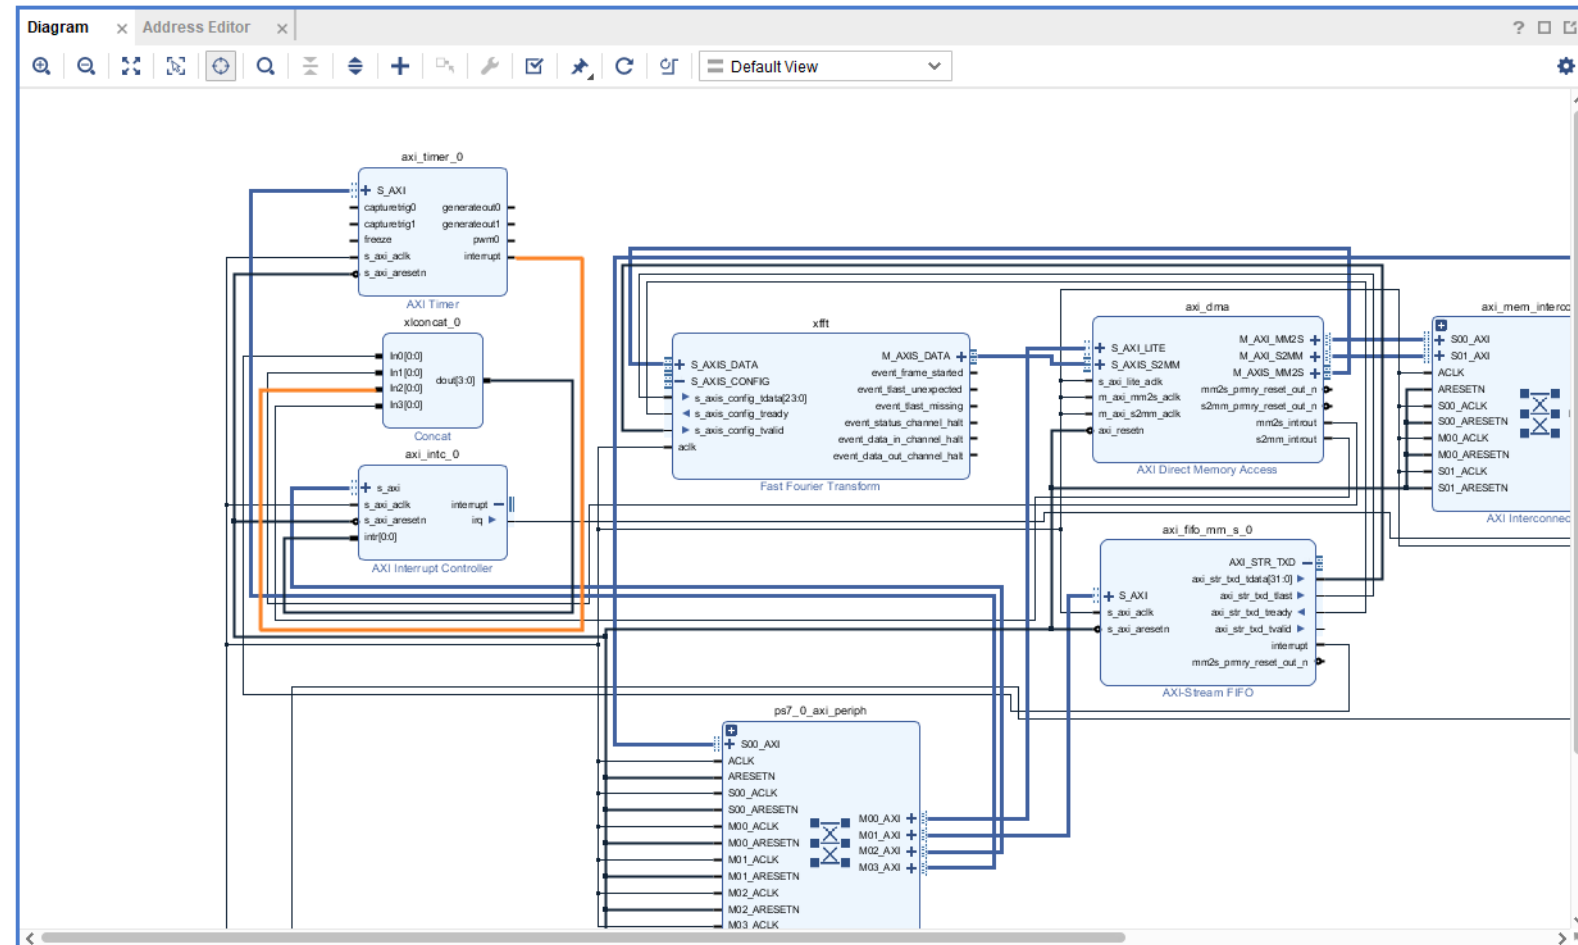 Diagram
Address Editor
Default View
axi_timer_0
S_AXI
capturetrig0
generateout0
capturetrig1
generateout1
freeze
pwm0
s_axi_aclk
interrupt
s_axi_aresetn
AXI Timer
xlconcat_0
In0[0:0]
In1[0:0]
In2[0:0]
In3[0:0]
dout[3:0]
Concat
axi_intc_0
s_axi
s_axi_aclk
interrupt
s_axi_aresetn
irq
intr[0:0]
AXI Interrupt Controller
xfft
S_AXIS_DATA
M_AXIS_DATA
S_AXIS_CONFIG
event_frame_started
s_axis_config_tdata[23:0]
event_tlast_unexpected
s_axis_config_tready
event_tlast_missing
s_axis_config_tvalid
event_status_channel_halt
aclk
event_data_in_channel_halt
event_data_out_channel_halt
Fast Fourier Transform
axi_dma
S_AXI_LITE
M_AXI_MM2S
S_AXIS_S2MM
M_AXI_S2MM
s_axi_lite_aclk
M_AXIS_MM2S
m_axi_mm2s_aclk
mm2s_prmry_reset_out_n
m_axi_s2mm_aclk
s2mm_prmry_reset_out_n
axi_resetn
mm2s_introut
s2mm_introut
AXI Direct Memory Access
axi_mem_interco
S00_AXI
S01_AXI
ACLK
ARESETN
S00_ACLK
S00_ARESETN
M00_ACLK
M00_ARESETN
S01_ACLK
S01_ARESETN
AXI Interconnec
axi_fifo_mm_s_0
AXI_STR_TXD
axi_str_txd_tdata[31:0]
S_AXI
axi_str_txd_tlast
s_axi_aclk
axi_str_txd_tready
s_axi_aresetn
axi_str_txd_tvalid
interrupt
mm2s_prmry_reset_out_n
AXI-Stream FIFO
ps7_0_axi_periph
S00_AXI
ACLK
ARESETN
S00_ACLK
S00_ARESETN
M00_ACLK
M00_ARESETN
M01_ACLK
M01_ARESETN
M02_ACLK
M02_ARESETN
M03_ACLK
M00_AXI
M01_AXI
M02_AXI
M03_AXI